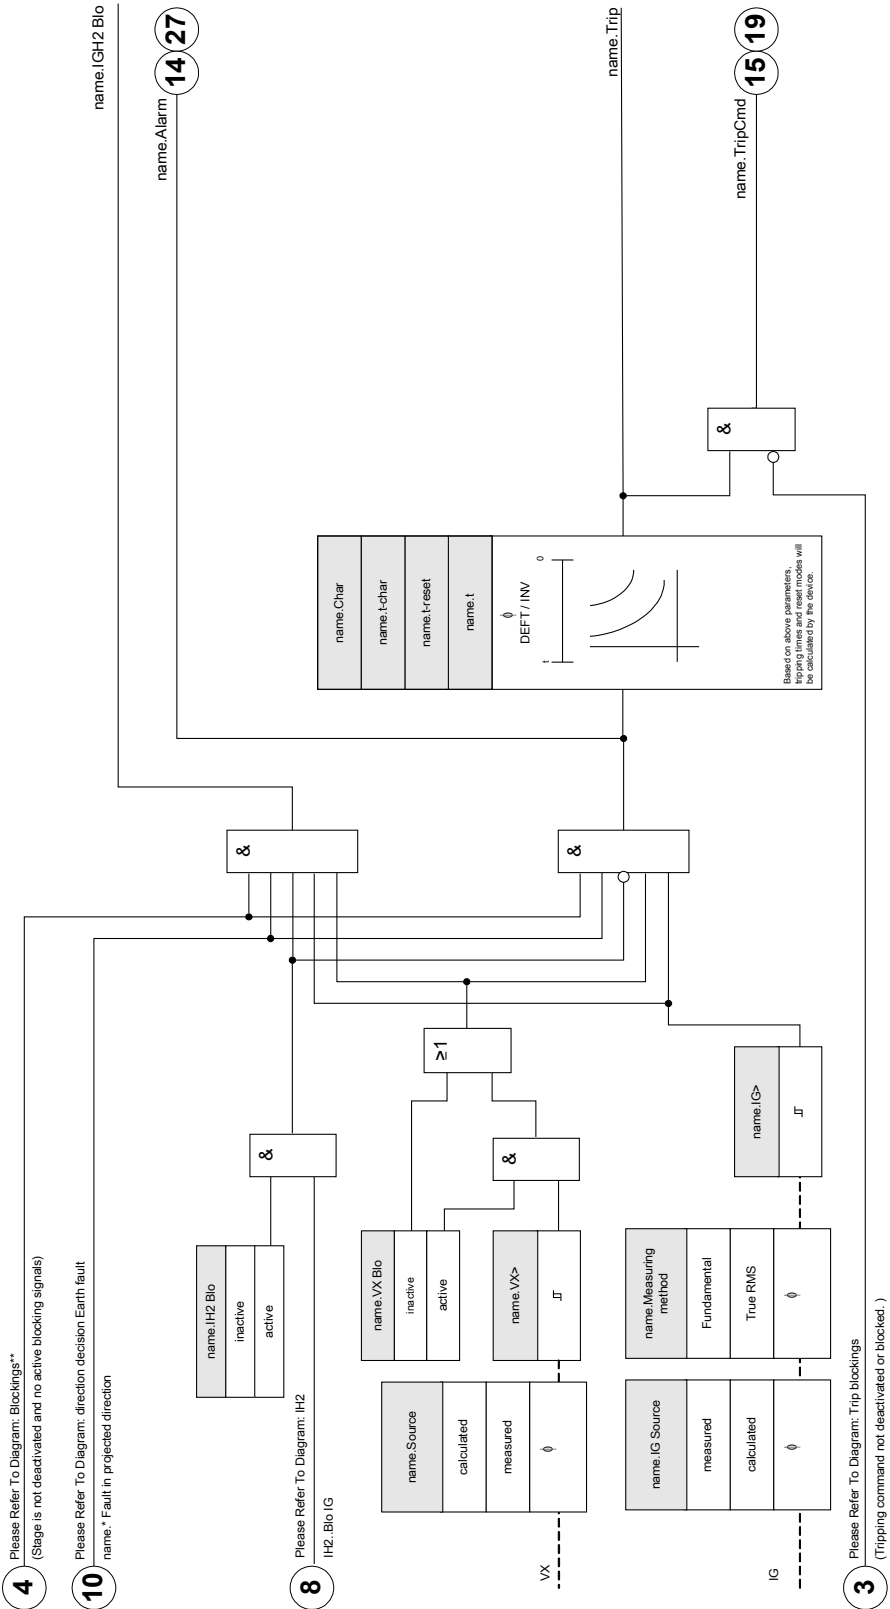 4
Please Refer To Diagram: Blockings**
(Stage is not deactivated and no active blocking signals)
10
Please Refer To Diagram: direction decision Earth fault
name.* Fault in projected direction
name.IH2 Blo
inactive
active
8
Please Refer To Diagram: IH2
IH2..Blo IG
&
&
name.IGH2 Blo
name.Alarm
14
27
VX
name.Source
calculated
measured
ϕ
name.VX Blo
inactive
active
name.VX>
&
≥1
&
name.Char
name.t-char
name.t-reset
name.t
ϕ
DEFT / INV
t
0
Based on above parameters,
tripping times and reset modes will
be calculated by the device.
name.Trip
IG
name.IG Source
measured
calculated
ϕ
name.Measuring
method
Fundamental
True RMS
ϕ
name.IG>
&
name.TripCmd
15
19
3
Please Refer To Diagram: Trip blockings
(Tripping command not deactivated or blocked. )